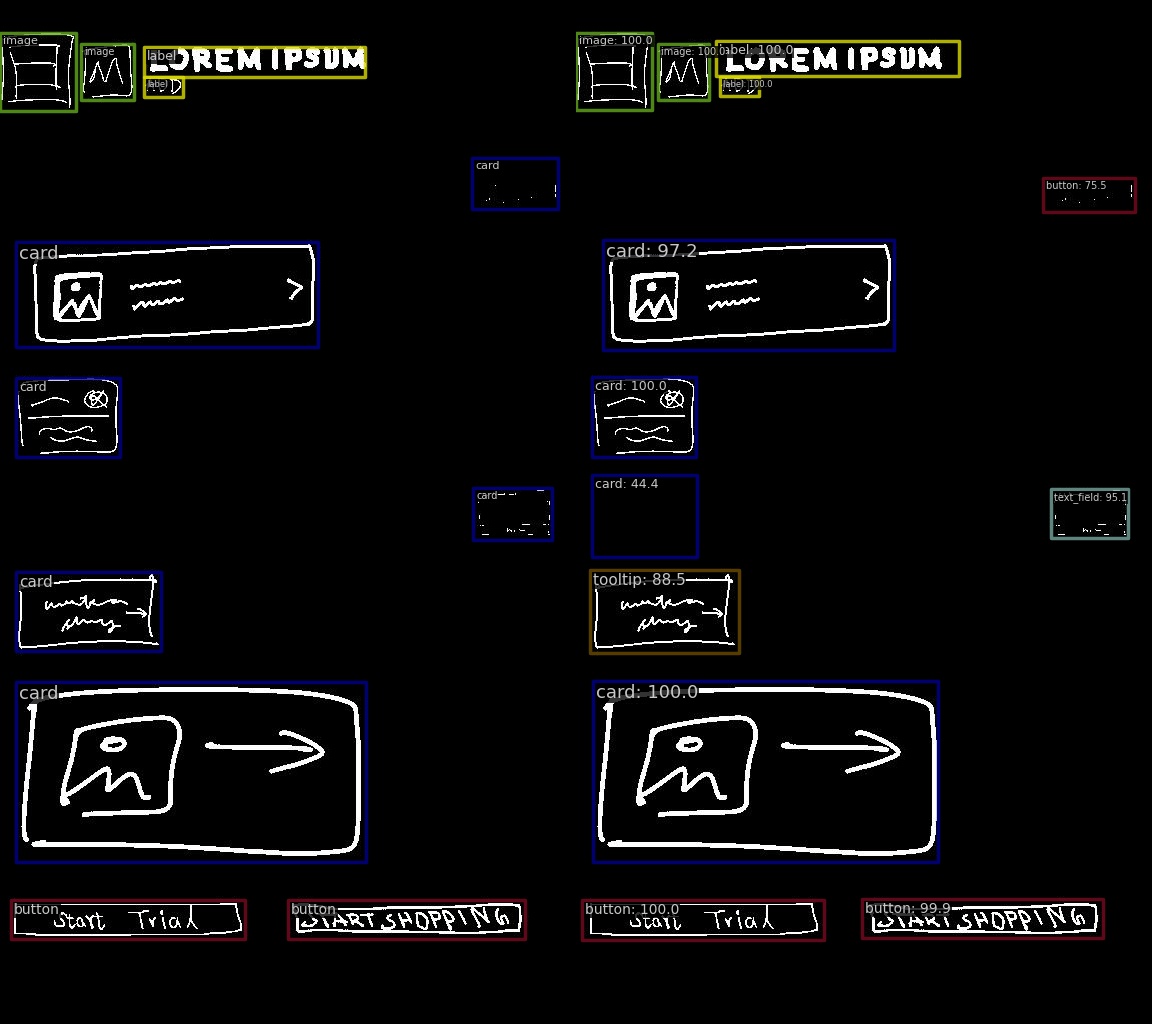 image
image
label
LOREM IPSUM
label
image: 100.0
image: 100.0
label: 100.0
LOREM IPSUM
label: 100.0
card
button: 75.5
card
card: 97.2
card
card: 100.0
card
card: 44.4
text_field: 95.1
card
tooltip: 88.5
card
card: 100.0
button
Start Trial
button
START SHOPPING
button: 100.0
Start Trial
button: 99.9
START SHOPPING